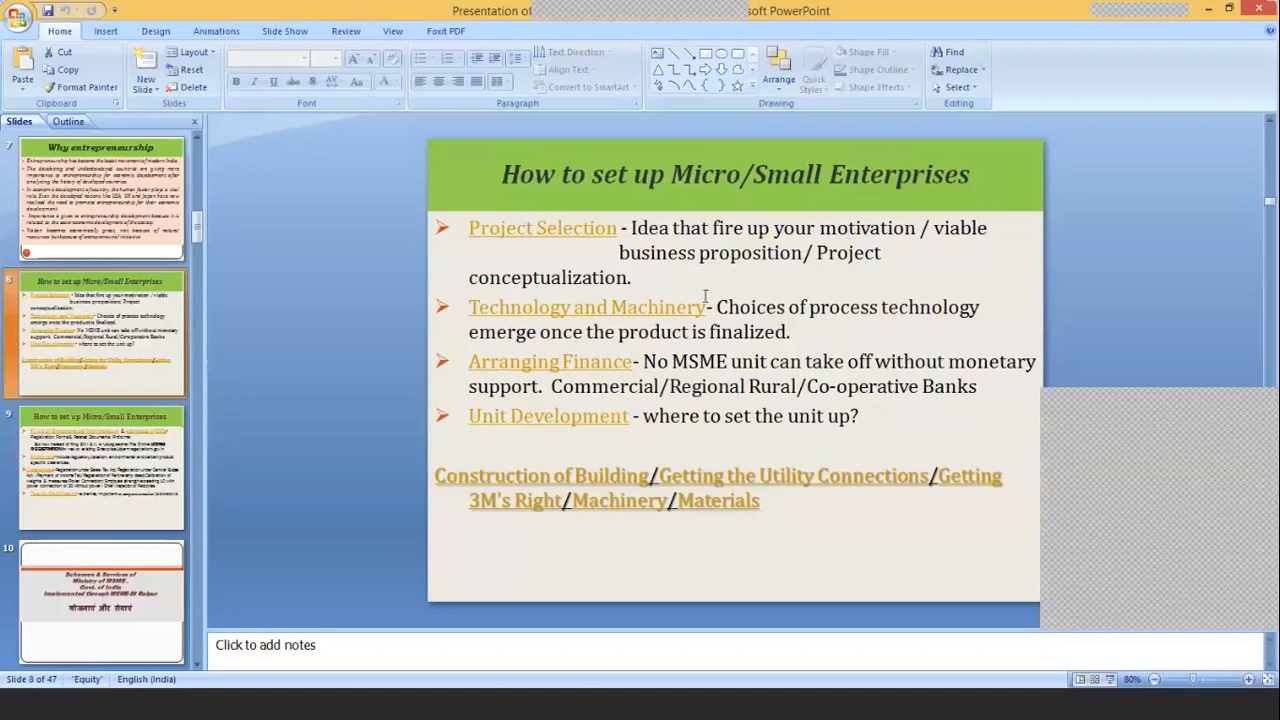 Presentation of
soft PowerPoint
Home Insert Design Slide Show Animations Review View Foxit PDF
Cut
Copy
Format Painter
Paste
Clipboard
New Slide
Layout
Reset
Delete
Slides
Font
Paragraph
Text Direction
Align Text
Convert to SmartArt
Arrange
Quick Styles
Shape Fill
Shape Outline
Shape Effects
Drawing
Find
Replace
Select
Editing
Slides Outline
7
Why entrepreneurship
8
How to set up Micro/Small Enterprises
9
How to set up Micro/Small Enterprises
10
Schemes & Services of
Ministry of MSME,
Govt. of India
Implemented through MSME-DI Raipur
योजनाएं और सेवाएं
How to set up Micro/Small Enterprises
Project Selection - Idea that fire up your motivation / viable
business proposition/ Project
conceptualization.
Technology and Machinery- Choices of process technology
emerge once the product is finalized.
Arranging Finance- No MSME unit can take off without monetary
support. Commercial/Regional Rural/Co-operative Banks
Unit Development - where to set the unit up?
Construction of Building/Getting the Utility Connections/Getting
3M's Right/Machinery/Materials
Click to add notes
Slide 8 of 47 "Equity" English (India) 80%